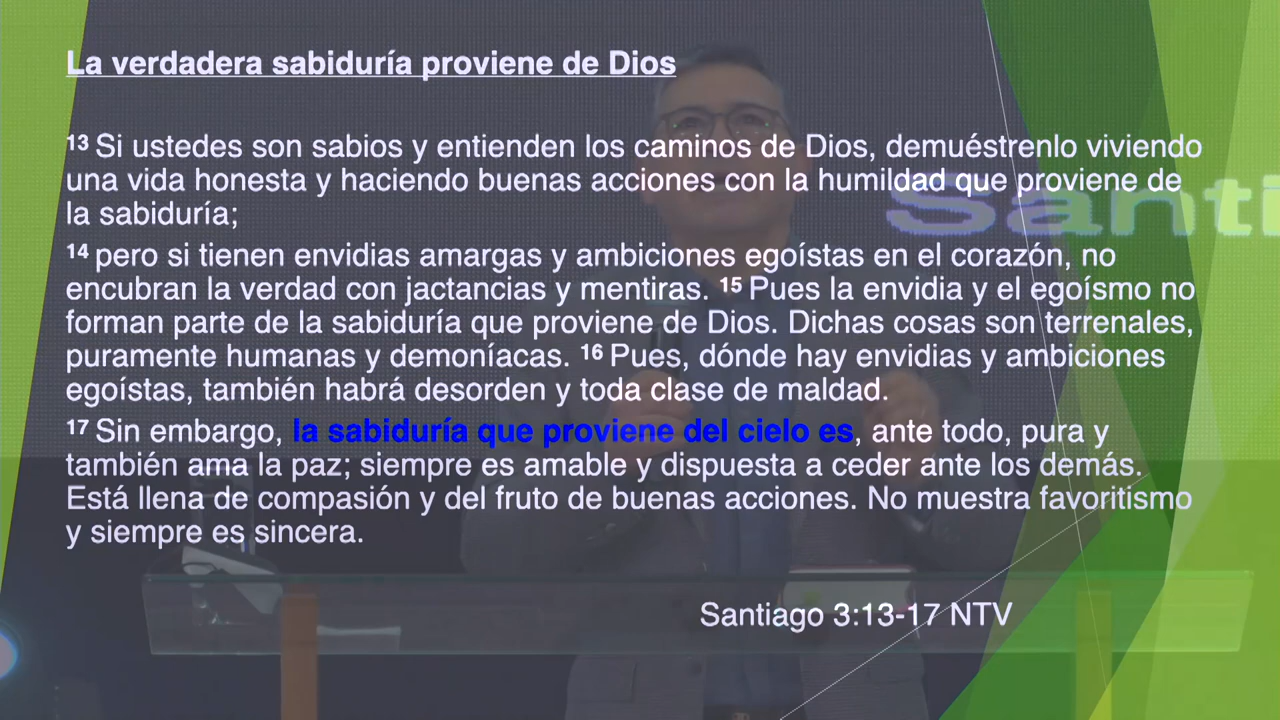 La verdadera sabiduría proviene de Dios
13 Si ustedes son sabios y entienden los caminos de Dios, demuéstrenlo viviendo
una vida honesta y haciendo buenas acciones con la humildad que proviene de
la sabiduría;
14 pero si tienen envidias amargas y ambiciones egoístas en el corazón, no
encubran la verdad con jactancias y mentiras. 15 Pues la envidia y el egoísmo no
forman parte de la sabiduría que proviene de Dios. Dichas cosas son terrenales,
puramente humanas y demoníacas. 16 Pues, dónde hay envidias y ambiciones
egoístas, también habrá desorden y toda clase de maldad.
17 Sin embargo, la sabiduría que proviene del cielo es, ante todo, pura y
también ama la paz; siempre es amable y dispuesta a ceder ante los demás.
Está llena de compasión y del fruto de buenas acciones. No muestra favoritismo
y siempre es sincera.
Santiago 3:13-17 NTV
Santi